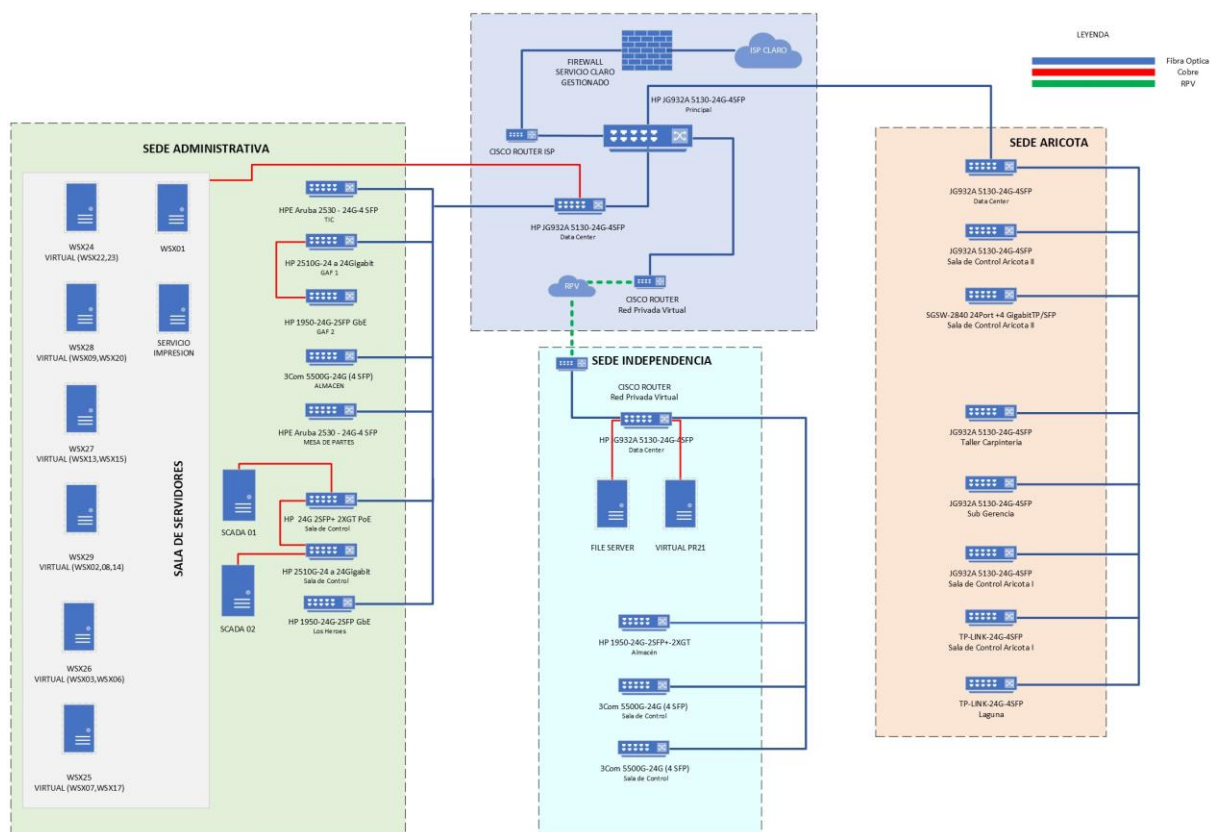 LEYENDA
Fibra Optica
Cobre
RPV
FIREWALL
SERVICIO CLARO
GESTIONADO
ISP CLARO
HP JG932A 5130-24G-4SFP
Principal
CISCO ROUTER ISP
HP JG932A 5130-24G-4SFP
Data Center
RPV
CISCO ROUTER
Red Privada Virtual
SEDE ADMINISTRATIVA
WSX24
VIRTUAL (WSX22,23)
WSX01
WSX28
VIRTUAL (WSX09,WSX20)
SERVICIO
IMPRESION
WSX27
VIRTUAL (WSX13,WSX15)
WSX29
VIRTUAL (WSX02,08,14)
WSX26
VIRTUAL (WSX03,WSX06)
WSX25
VIRTUAL (WSX07,WSX17)
SALA DE SERVIDORES
HPE Aruba 2530 - 24G-4 SFP
TIC
HP 2510G-24 a 24Gigabit
GAF 1
HP 1950-24G-2SFP GbE
GAF 2
3Com 5500G-24G (4 SFP)
ALMACEN
HPE Aruba 2530 - 24G-4 SFP
MESA DE PARTES
SCADA 01
HP 24G 2SFP+ 2XGT PoE
Sala de Control
HP 2510G-24 a 24Gigabit
Sala de Control
SCADA 02
HP 1950-24G-2SFP GbE
Los Heroes
SEDE INDEPENDENCIA
CISCO ROUTER
Red Privada Virtual
HP JG932A 5130-24G-4SFP
Data Center
FILE SERVER
VIRTUAL PR21
HP 1950-24G-2SFP+-2XGT
Almacén
3Com 5500G-24G (4 SFP)
Sala de Control
3Com 5500G-24G (4 SFP)
Sala de Control
SEDE ARICOTA
JG932A 5130-24G-4SFP
Data Center
JG932A 5130-24G-4SFP
Sala de Control Aricota II
SGSW-2840 24Port +4 GigabitTP/SFP
Sala de Control Aricota II
JG932A 5130-24G-4SFP
Taller Carpinteria
JG932A 5130-24G-4SFP
Sub Gerencia
JG932A 5130-24G-4SFP
Sala de Control Aricota I
TP-LINK-24G-4SFP
Sala de Control Aricota I
TP-LINK-24G-4SFP
Laguna